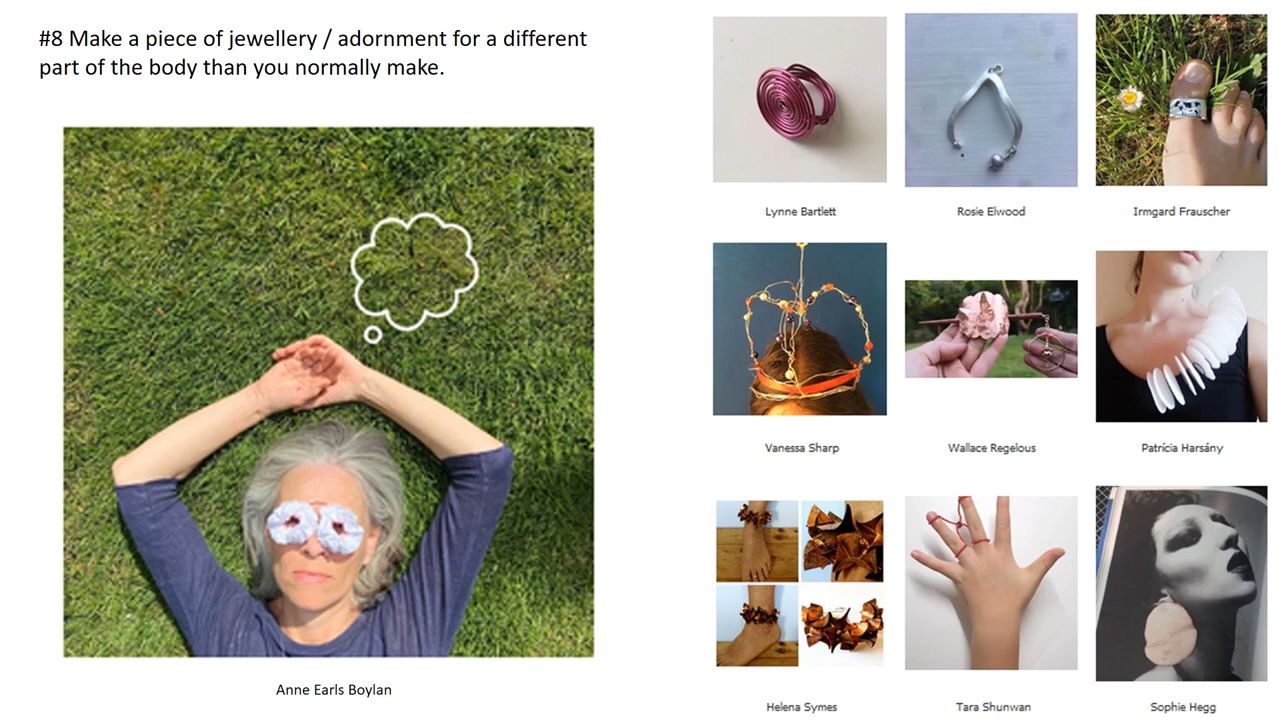 #8 Make a piece of jewellery / adornment for a different
part of the body than you normally make.
Anne Earls Boylan
Lynne Bartlett
Rosie Elwood
Irmgard Frauscher
Vanessa Sharp
Wallace Regelous
Patrícia Harsány
Helena Symes
Tara Shunwan
Sophie Hegg